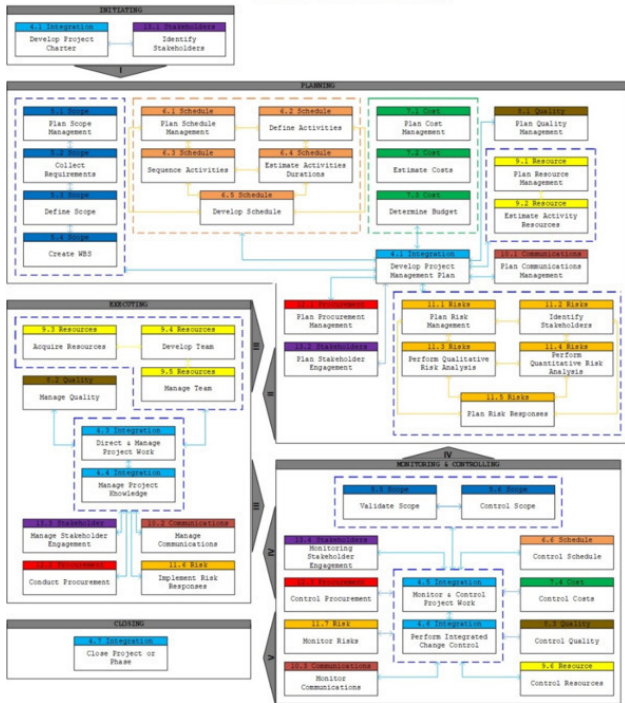 INITIATING
4.1 Integration
Develop Project
Charter
13.1 Stakeholders
Identify
Stakeholders
I
PLANNING
5.1 Scope
Plan Scope
Management
5.2 Scope
Collect
Requirements
5.3 Scope
Define Scope
5.4 Scope
Create WBS
6.1 Schedule
Plan Schedule
Management
6.2 Schedule
Define Activities
6.3 Schedule
Sequence Activities
6.4 Schedule
Estimate Activities
Durations
6.5 Schedule
Develop Schedule
7.1 Cost
Plan Cost
Management
7.2 Cost
Estimate Costs
7.3 Cost
Determine Budget
8.1 Quality
Plan Quality
Management
9.1 Resource
Plan Resource
Management
9.2 Resource
Estimate Activity
Resources
4.1 Integration
Develop Project
Management Plan
10.1 Communications
Plan Communications
Management
12.1 Procurement
Plan Procurement
Management
13.2 Stakeholders
Plan Stakeholder
Engagement
11.1 Risks
Plan Risk
Management
11.2 Risks
Identify
Stakeholders
11.3 Risks
Perform Qualitative
Risk Analysis
11.4 Risks
Perform
Quantitative Risk
Analysis
11.5 Risks
Plan Risk Responses
EXECUTING
9.3 Resources
Acquire Resources
9.4 Resources
Develop Team
9.5 Resources
Manage Team
8.2 Quality
Manage Quality
4.3 Integration
Direct & Manage
Project Work
4.4 Integration
Manage Project
Knowledge
13.3 Stakeholder
Manage Stakeholder
Engagement
10.2 Communications
Manage
Communications
12.2 Procurement
Conduct Procurement
11.6 Risk
Implement Risk
Responses
III
II
III
IV
IV
V
MONITORING & CONTROLLING
5.5 Scope
Validate Scope
5.6 Scope
Control Scope
13.4 Stakeholders
Monitoring
Stakeholder
Engagement
6.6 Schedule
Control Schedule
12.3 Procurement
Control Procurement
4.5 Integration
Monitor & Control
Project Work
7.4 Cost
Control Costs
11.7 Risk
Monitor Risks
4.6 Integration
Perform Integrated
Change Control
8.3 Quality
Control Quality
10.3 Communications
Monitor
Communications
9.6 Resource
Control Resources
CLOSING
4.7 Integration
Close Project or
Phase